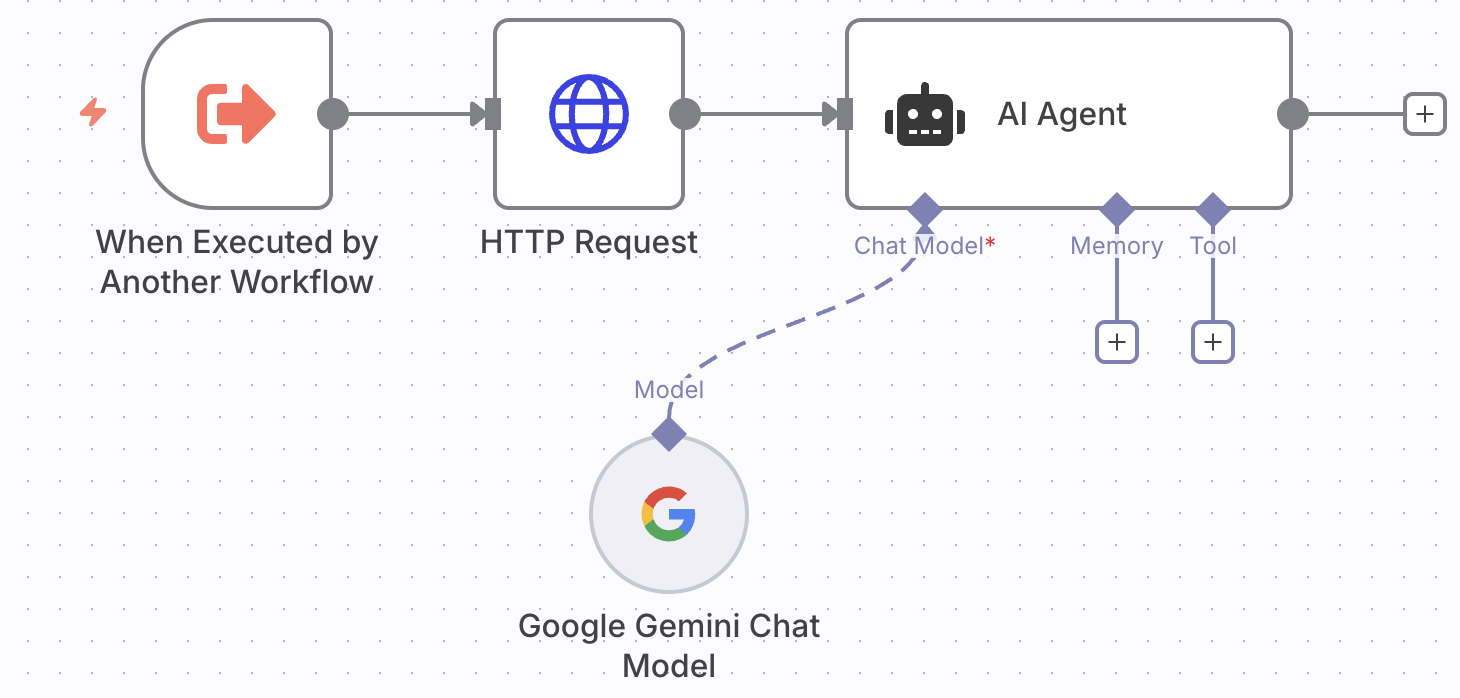 AI Agent
When Executed by
Another Workflow
HTTP Request
Chat Model*
Memory
Tool
Model
Google Gemini Chat
Model